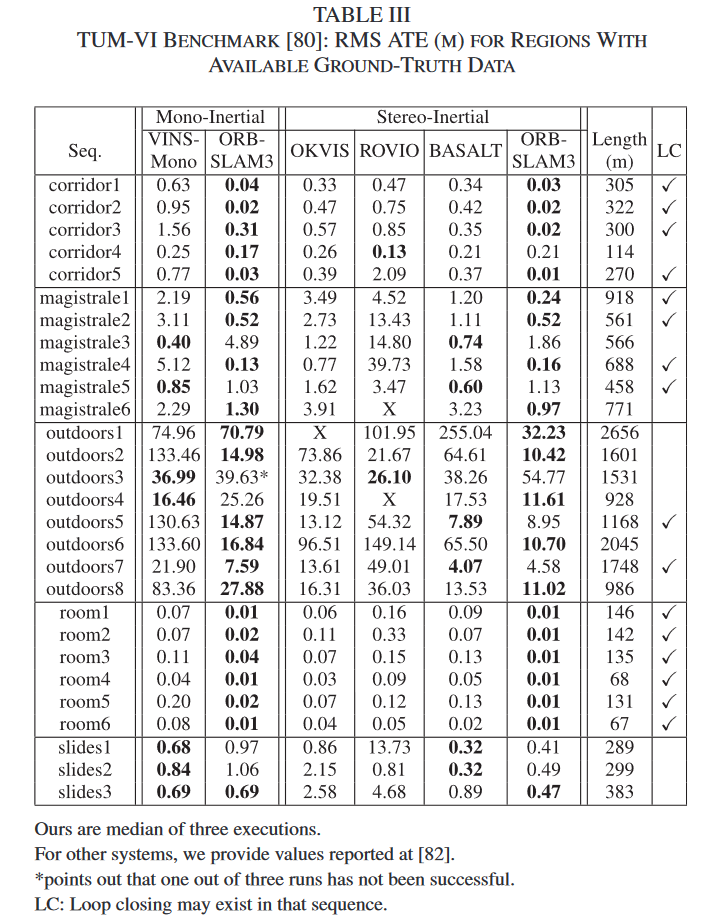 TABLE III
TUM-VI BENCHMARK [80]: RMS ATE (M) FOR REGIONS WITH
AVAILABLE GROUND-TRUTH DATA
Mono-Inertial Stereo-Inertial
Seq. VINS-Mono ORB-SLAM3 OKVIS ROVIO BASALT ORB-SLAM3 Length (m) LC
corridor1 0.63 0.04 0.33 0.47 0.34 0.03 305 ✓
corridor2 0.95 0.02 0.47 0.75 0.42 0.02 322 ✓
corridor3 1.56 0.31 0.57 0.85 0.35 0.02 300 ✓
corridor4 0.25 0.17 0.26 0.13 0.21 0.21 114
corridor5 0.77 0.03 0.39 2.09 0.37 0.01 270 ✓
magistrale1 2.19 0.56 3.49 4.52 1.20 0.24 918 ✓
magistrale2 3.11 0.52 2.73 13.43 1.11 0.52 561 ✓
magistrale3 0.40 4.89 1.22 14.80 0.74 1.86 566
magistrale4 5.12 0.13 0.77 39.73 1.58 0.16 688 ✓
magistrale5 0.85 1.03 1.62 3.47 0.60 1.13 458 ✓
magistrale6 2.29 1.30 3.91 X 3.23 0.97 771
outdoors1 74.96 70.79 X 101.95 255.04 32.23 2656
outdoors2 133.46 14.98 73.86 21.67 64.61 10.42 1601
outdoors3 36.99 39.63* 32.38 26.10 38.26 54.77 1531
outdoors4 16.46 25.26 19.51 X 17.53 11.61 928
outdoors5 130.63 14.87 13.12 54.32 7.89 8.95 1168 ✓
outdoors6 133.60 16.84 96.51 149.14 65.50 10.70 2045
outdoors7 21.90 7.59 13.61 49.01 4.07 4.58 1748 ✓
outdoors8 83.36 27.88 16.31 36.03 13.53 11.02 986
room1 0.07 0.01 0.06 0.16 0.09 0.01 146 ✓
room2 0.07 0.02 0.11 0.33 0.07 0.01 142 ✓
room3 0.11 0.04 0.07 0.15 0.13 0.01 135 ✓
room4 0.04 0.01 0.03 0.09 0.05 0.01 68 ✓
room5 0.20 0.02 0.07 0.12 0.13 0.01 131 ✓
room6 0.08 0.01 0.04 0.05 0.02 0.01 67 ✓
slides1 0.68 0.97 0.86 13.73 0.32 0.41 289
slides2 0.84 1.06 2.15 0.81 0.32 0.49 299
slides3 0.69 0.69 2.58 4.68 0.89 0.47 383
Ours are median of three executions.
For other systems, we provide values reported at [82].
*points out that one out of three runs has not been successful.
LC: Loop closing may exist in that sequence.